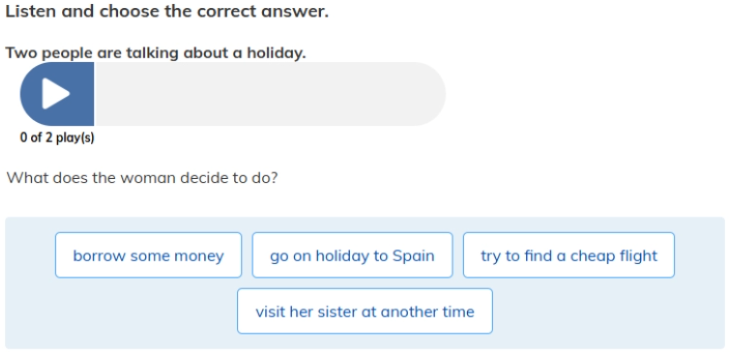 Listen and choose the correct answer.
Two people are talking about a holiday.
0 of 2 play(s)
What does the woman decide to do?
borrow some money
go on holiday to Spain
try to find a cheap flight
visit her sister at another time